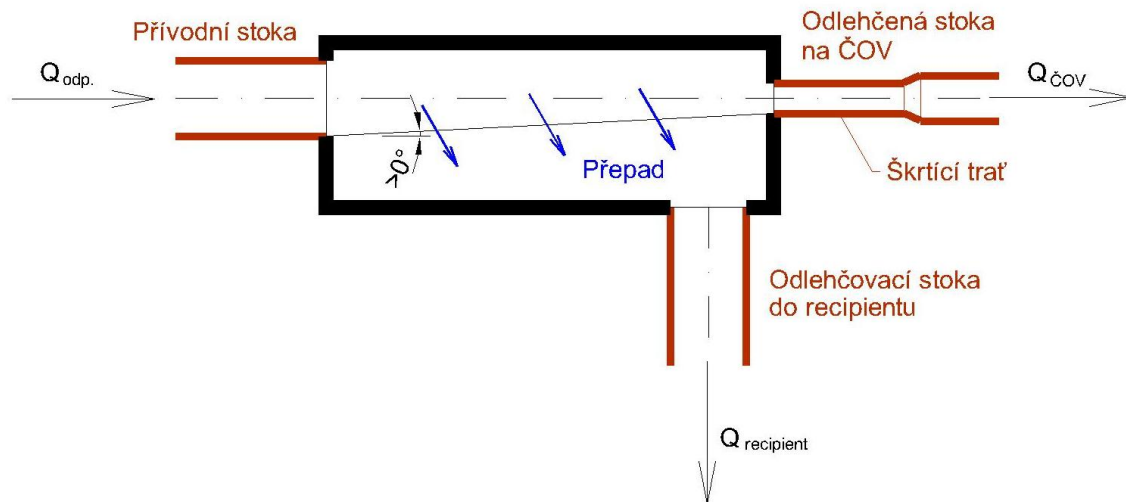 Přívodní stoka
Odlehčená stoka
na ČOV
Q odp.
Q ČOV
>0°
Přepad
Škrtící trať
Odlehčovací stoka
do recipientu
Q recipient